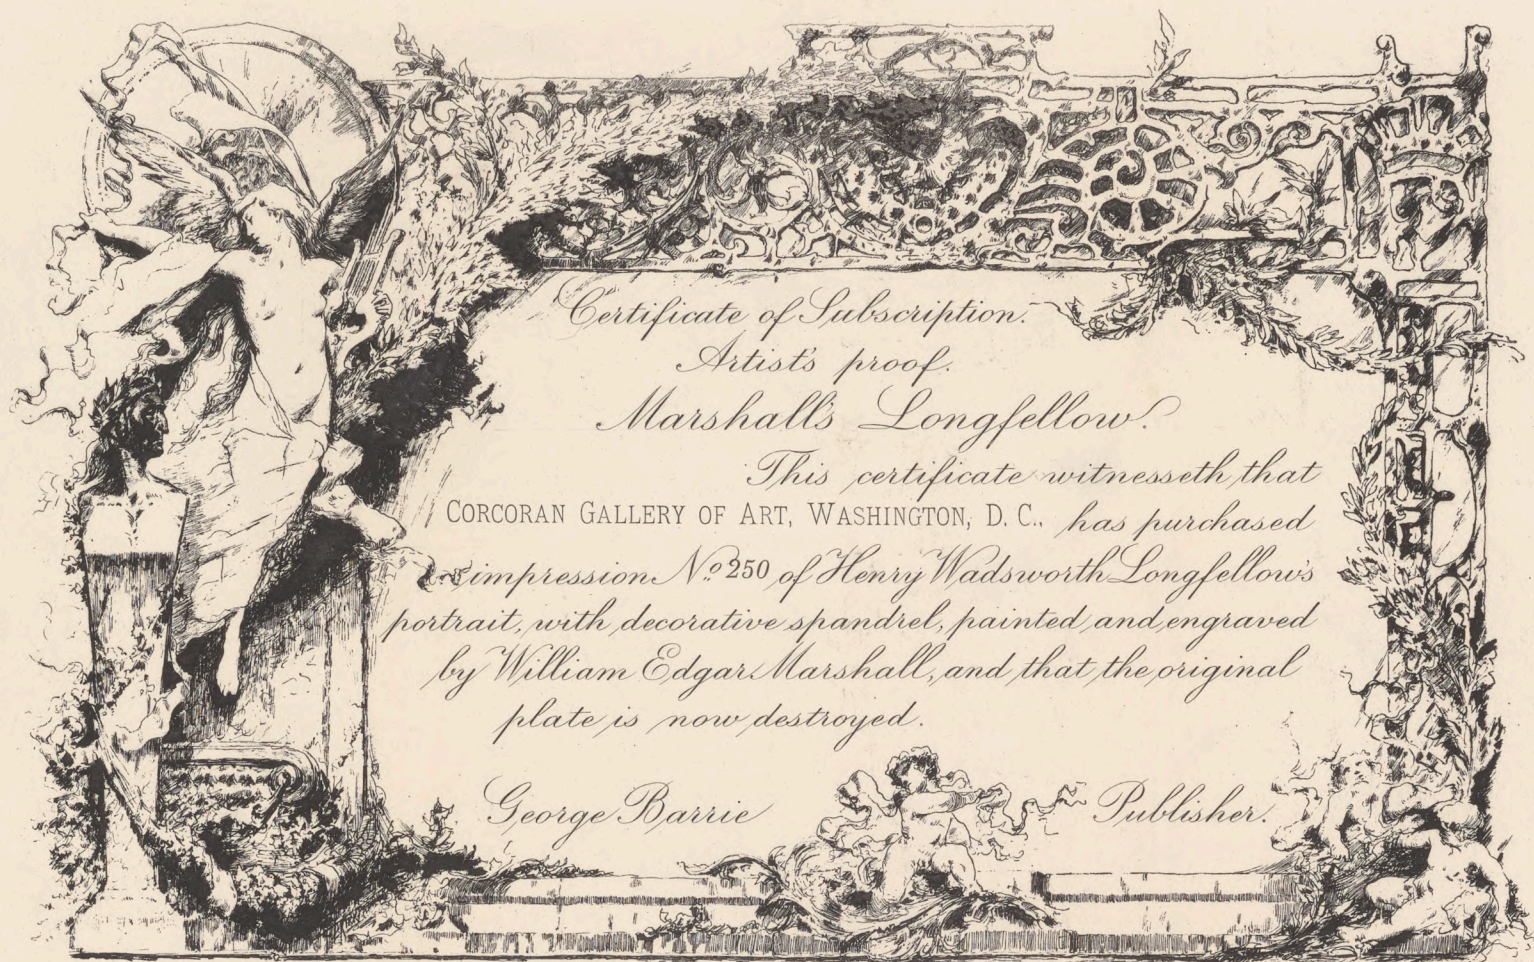 Certificate of Subscription.
Artist's proof.
Marshall's Longfellow.
This certificate witnesseth that
CORCORAN GALLERY OF ART, WASHINGTON, D. C., has purchased
impression No. 250 of Henry Wadsworth Longfellow's
portrait, with decorative spandrel, painted and engraved
by William Edgar Marshall, and that the original
plate is now destroyed.
George Barrie Publisher.